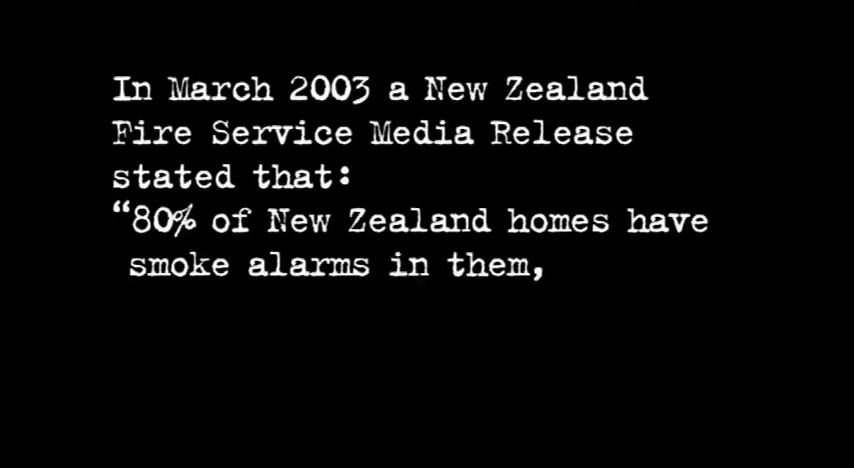 In March 2003 a New Zealand
Fire Service Media Release
stated that:
“80% of New Zealand homes have
smoke alarms in them,